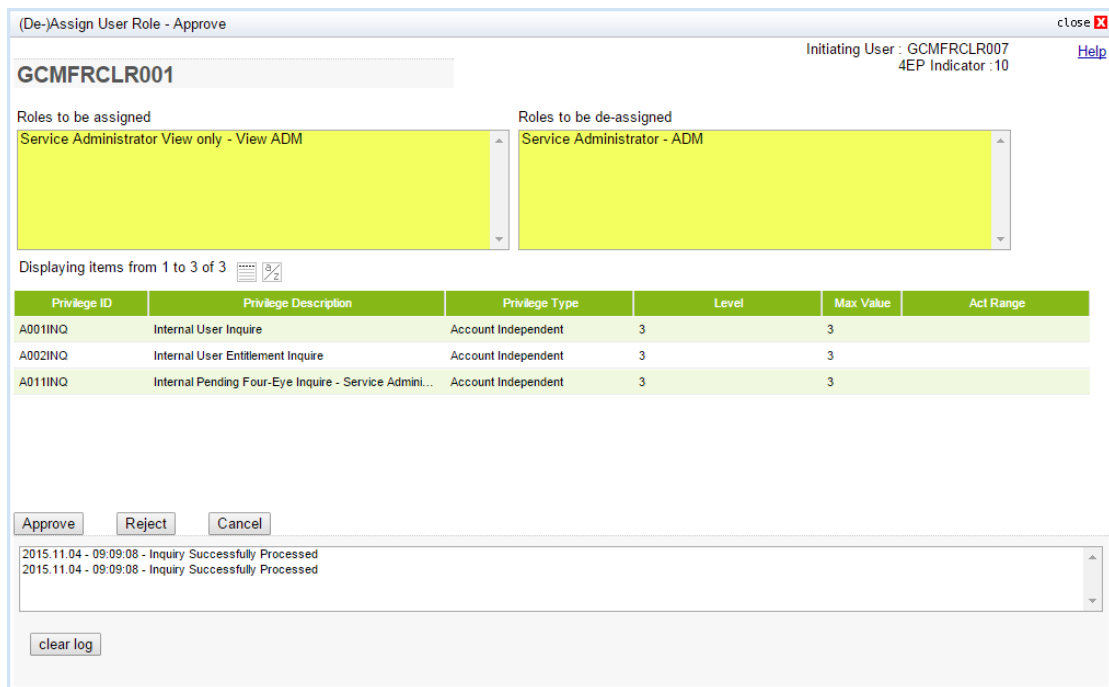 (De-)Assign User Role - Approve
close X
Initiating User : GCMFRCLR007
Help
4EP Indicator :10
GCMFRCLR001
Roles to be assigned
Roles to be de-assigned
Service Administrator View only - View ADM
Service Administrator - ADM
Displaying items from 1 to 3 of 3
Privilege ID Privilege Description Privilege Type Level Max Value Act Range
A001INQ Internal User Inquire Account Independent 3 3
A002INQ Internal User Entitlement Inquire Account Independent 3 3
A011INQ Internal Pending Four-Eye Inquire - Service Admini... Account Independent 3 3
Approve Reject Cancel
2015.11.04 - 09:09:08 - Inquiry Successfully Processed
2015.11.04 - 09:09:08 - Inquiry Successfully Processed
clear log